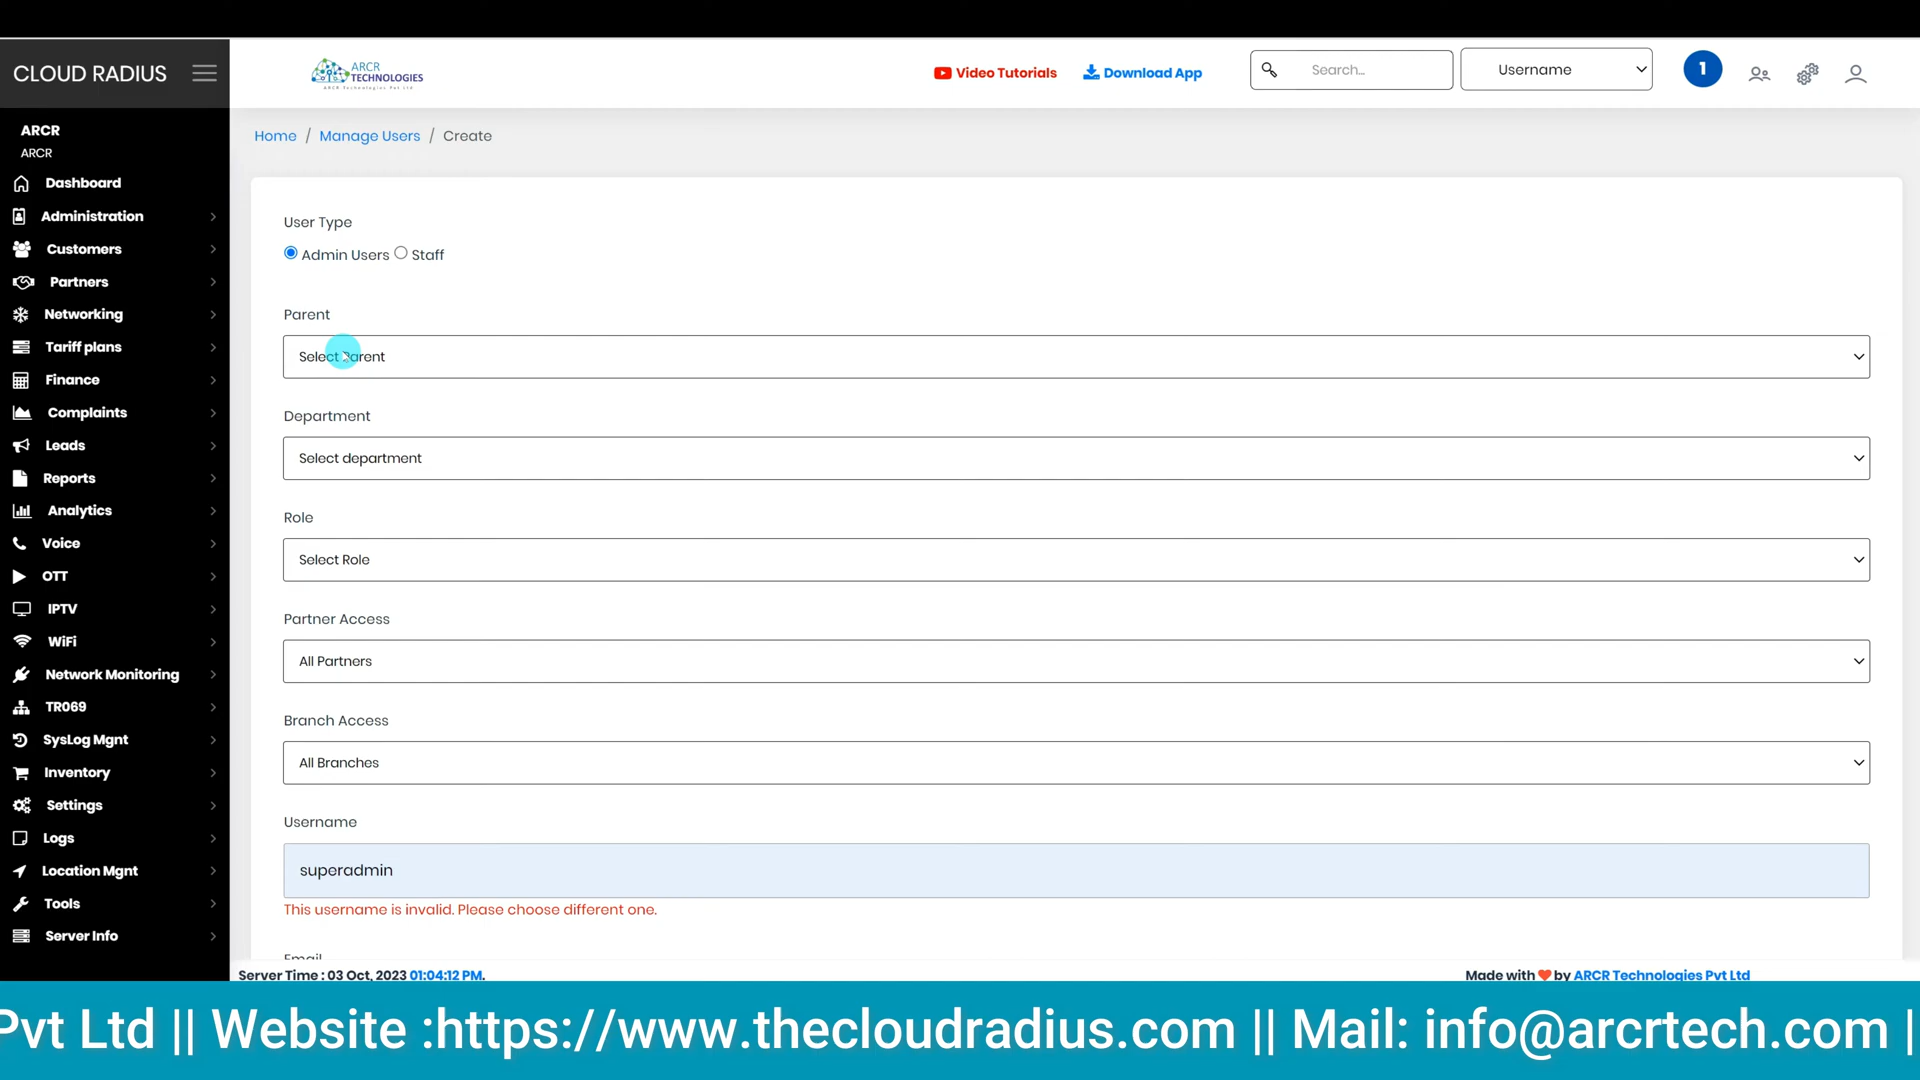 CLOUD RADIUS
ARCR
TECHNOLOGIES
ARCR Technologies Pvt Ltd
Video Tutorials
Download App
Search...
Username
1
ARCR
ARCR
Dashboard
Administration
Customers
Partners
Networking
Tariff plans
Finance
Complaints
Leads
Reports
Analytics
Voice
OTT
IPTV
WiFi
Network Monitoring
TR069
SysLog Mgnt
Inventory
Settings
Logs
Location Mgnt
Tools
Server Info
Home / Manage Users / Create
User Type
Admin Users Staff
Parent
Select Parent
Department
Select department
Role
Select Role
Partner Access
All Partners
Branch Access
All Branches
Username
superadmin
This username is invalid. Please choose different one.
Email
Server Time : 03 Oct, 2023 01:04:12 PM.
Made with ❤ by ARCR Technologies Pvt Ltd
Pvt Ltd || Website :https://www.thecloudradius.com || Mail: info@arcrtech.com |